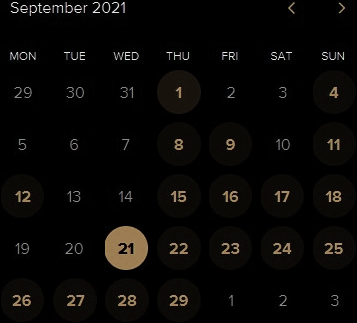 September 2021
MON TUE WED THU FRI SAT SUN
29 30 31 1 2 3 4
5 6 7 8 9 10 11
12 13 14 15 16 17 18
19 20 21 22 23 24 25
26 27 28 29 1 2 3